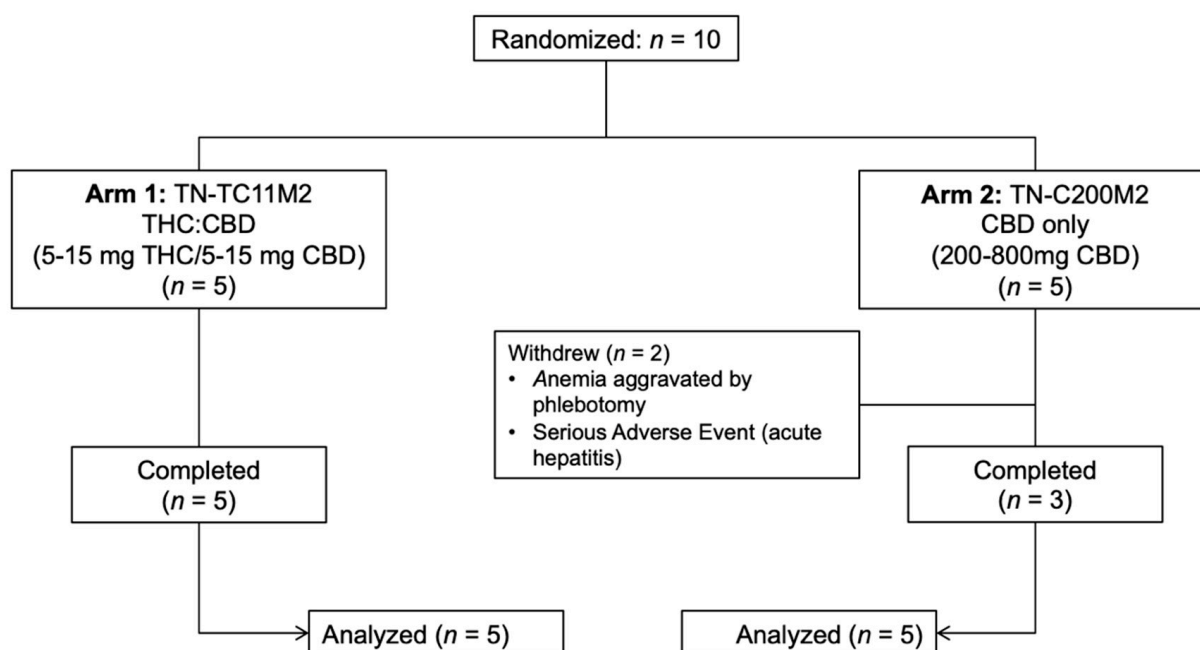 Randomized: n = 10
Arm 1: TN-TC11M2
THC:CBD
(5-15 mg THC/5-15 mg CBD)
(n = 5)
Arm 2: TN-C200M2
CBD only
(200-800mg CBD)
(n = 5)
Withdrew (n = 2)
• Anemia aggravated by
phlebotomy
• Serious Adverse Event (acute
hepatitis)
Completed
(n = 5)
Completed
(n = 3)
Analyzed (n = 5)
Analyzed (n = 5)